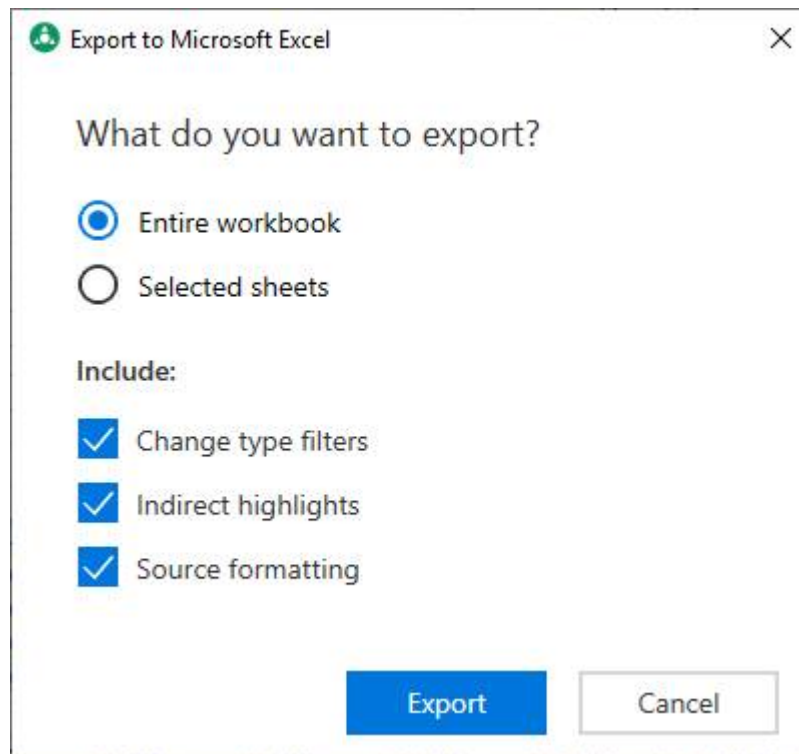 Export to Microsoft Excel
What do you want to export?
Entire workbook
Selected sheets
Include:
Change type filters
Indirect highlights
Source formatting
Export Cancel